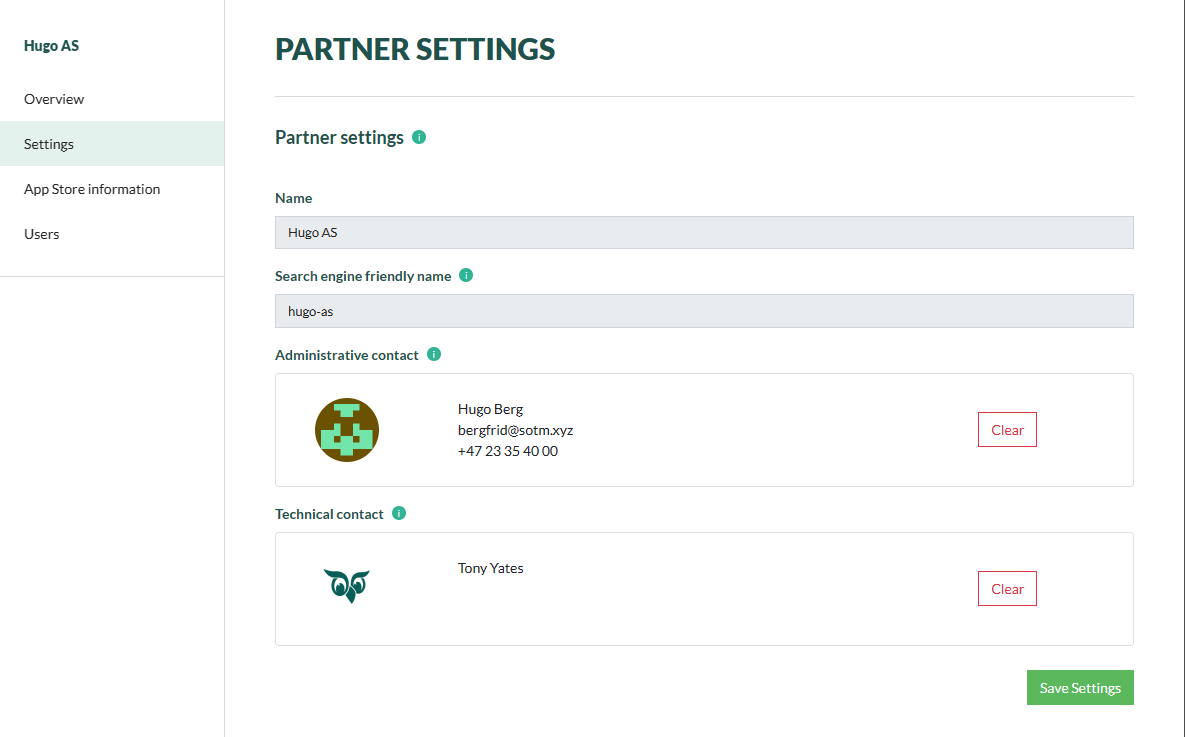 Hugo AS
Overview
Settings
App Store information
Users
PARTNER SETTINGS
Partner settings i
Name
Hugo AS
Search engine friendly name i
hugo-as
Administrative contact i
Hugo Berg
bergfrid@sotm.xyz
+47 23 35 40 00
Clear
Technical contact i
Tony Yates
Clear
Save Settings